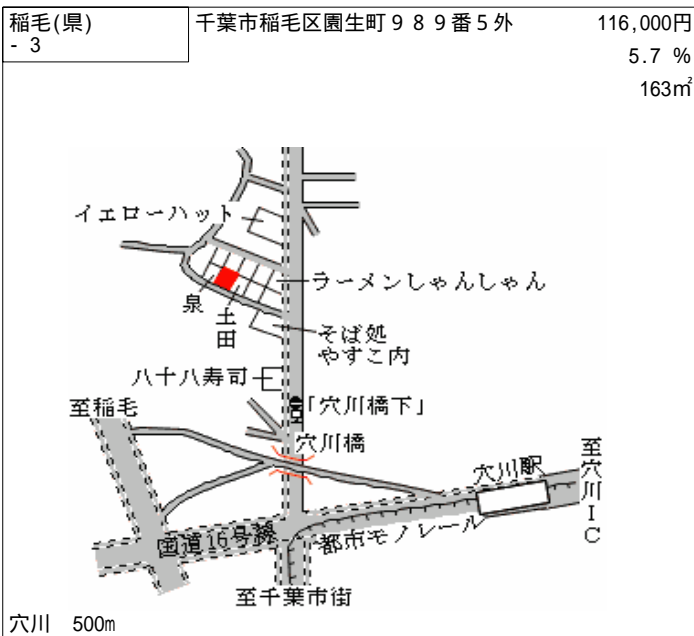 稲毛(県)
- 3
千葉市稲毛区園生町９８９番５外
116,000円
5.7 %
163㎡
イエローハット
ラーメンしゃんしゃん
泉
土田
そば処
やすこ内
八十八寿司
「穴川橋下」
至稲毛
穴川橋
穴川駅
至穴川IC
国道16号線
都市モノレール
至千葉市街
穴川 500m